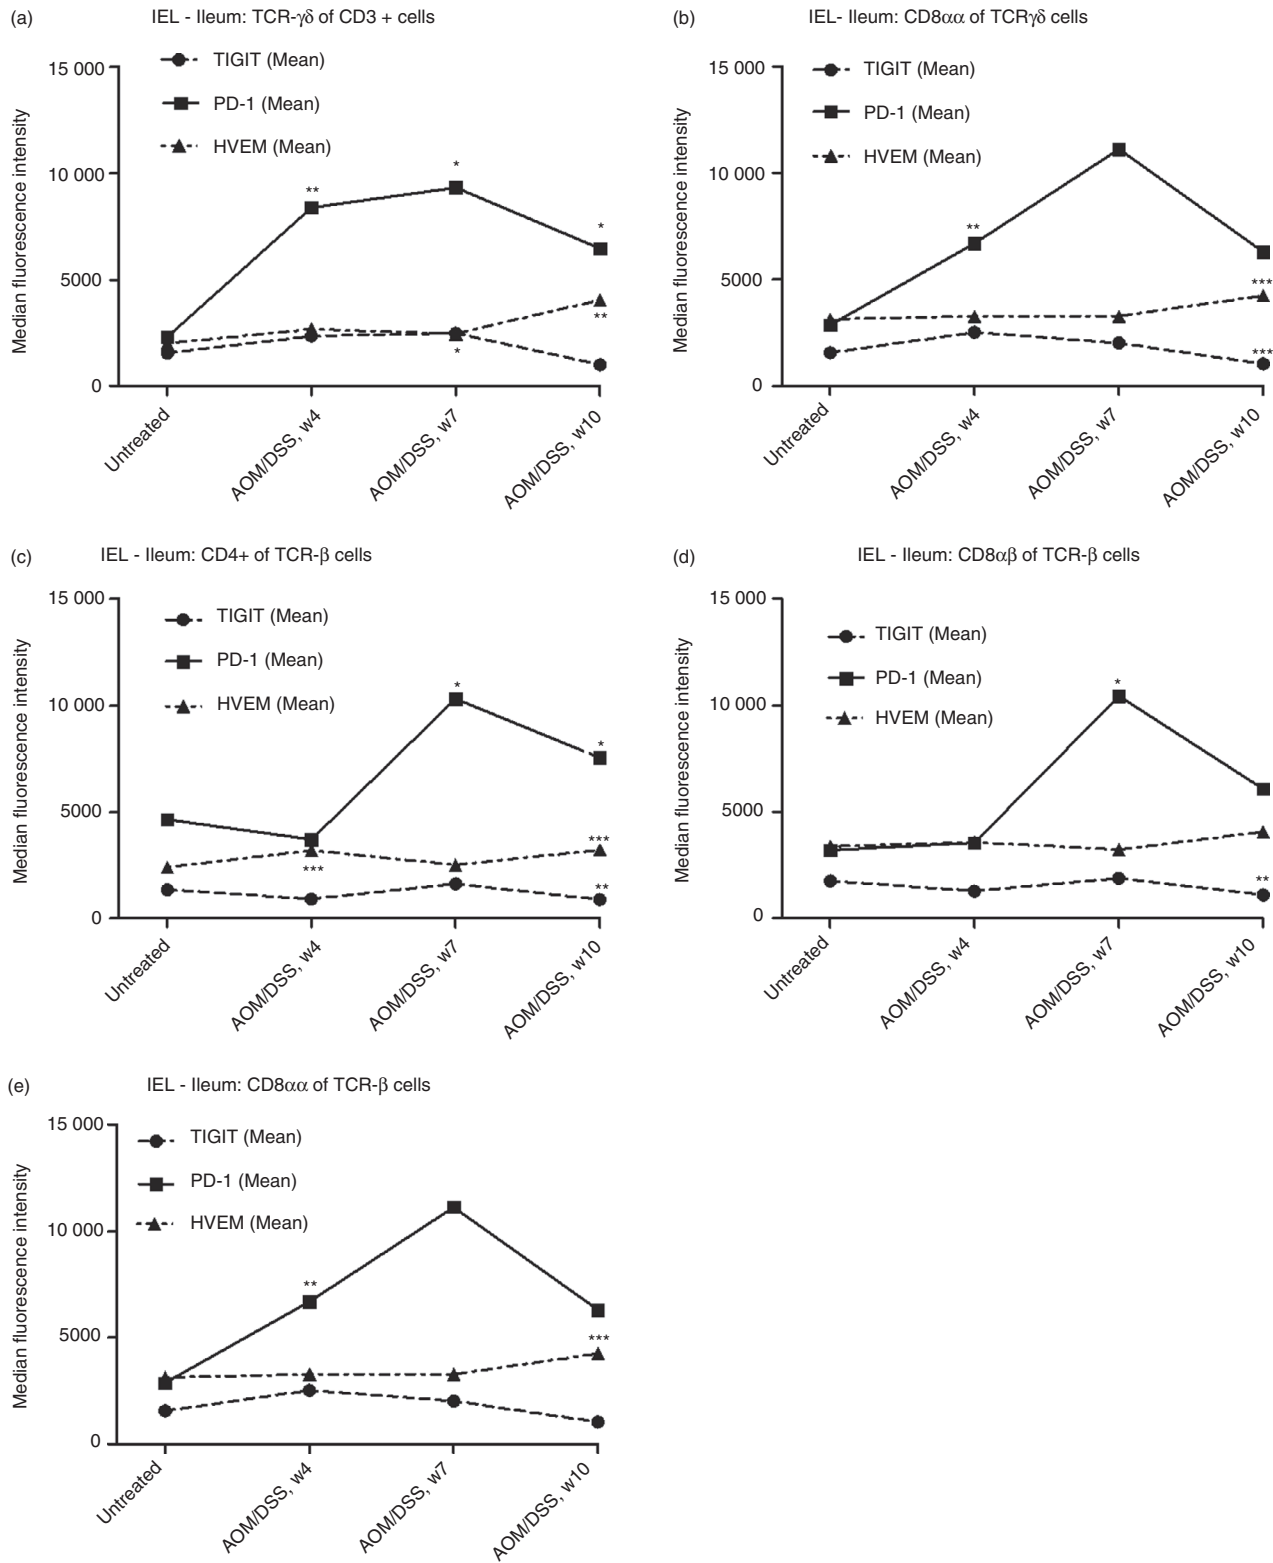 (a)
IEL - Ileum: TCR-γδ of CD3 + cells
TIGIT (Mean)
PD-1 (Mean)
HVEM (Mean)
15 000
10 000
5000
0
Median fluorescence intensity
**
*
*
**
*
Untreated
AOM/DSS, w4
AOM/DSS, w7
AOM/DSS, w10
(b)
IEL- Ileum: CD8αα of TCRγδ cells
TIGIT (Mean)
PD-1 (Mean)
HVEM (Mean)
15 000
10 000
5000
0
Median fluorescence intensity
**
***
***
Untreated
AOM/DSS, w4
AOM/DSS, w7
AOM/DSS, w10
(c)
IEL - Ileum: CD4+ of TCR-β cells
TIGIT (Mean)
PD-1 (Mean)
HVEM (Mean)
15 000
10 000
5000
0
Median fluorescence intensity
*
*
***
***
**
Untreated
AOM/DSS, w4
AOM/DSS, w7
AOM/DSS, w10
(d)
IEL - Ileum: CD8αβ of TCR-β cells
TIGIT (Mean)
PD-1 (Mean)
HVEM (Mean)
15 000
10 000
5000
0
Median fluorescence intensity
*
**
Untreated
AOM/DSS, w4
AOM/DSS, w7
AOM/DSS, w10
(e)
IEL - Ileum: CD8αα of TCR-β cells
TIGIT (Mean)
PD-1 (Mean)
HVEM (Mean)
15 000
10 000
5000
0
Median fluorescence intensity
**
***
Untreated
AOM/DSS, w4
AOM/DSS, w7
AOM/DSS, w10